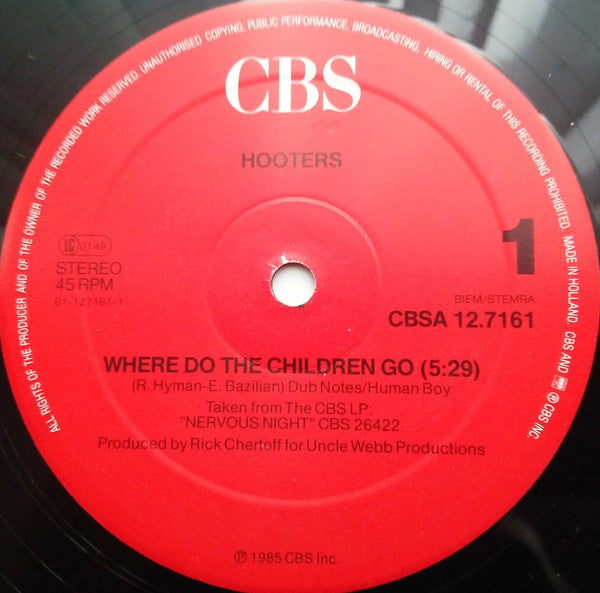 ALL RIGHTS OF THE PRODUCER AND OF THE OWNER OF THE RECORDED WORK RESERVED. UNAUTHORISED COPYING, PUBLIC PERFORMANCE, BROADCASTING, HIRING OR RENTAL OF THIS RECORDING PROHIBITED. MADE IN HOLLAND. CBS AND CBS ARE
CBS
HOOTERS
LC 0149
STEREO
45 RPM
01-127161-1
1
BIEM/STEMRA
CBSA 12.7161
WHERE DO THE CHILDREN GO (5:29)
(R. Hyman-E. Bazilian) Dub Notes/Human Boy
Taken from The CBS LP:
"NERVOUS NIGHT" CBS 26422
Produced by Rick Chertoff for Uncle Webb Productions
℗ 1985 CBS Inc.